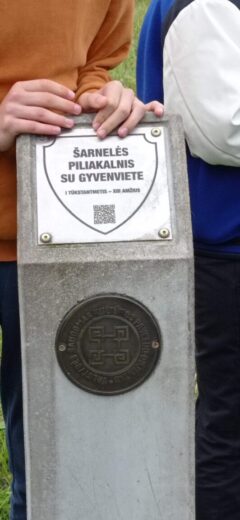 ŠARNELĖS
PILIAKALNIS
SU GYVENVIETE
I TŪKSTANTMETIS – XIII AMŽIUS